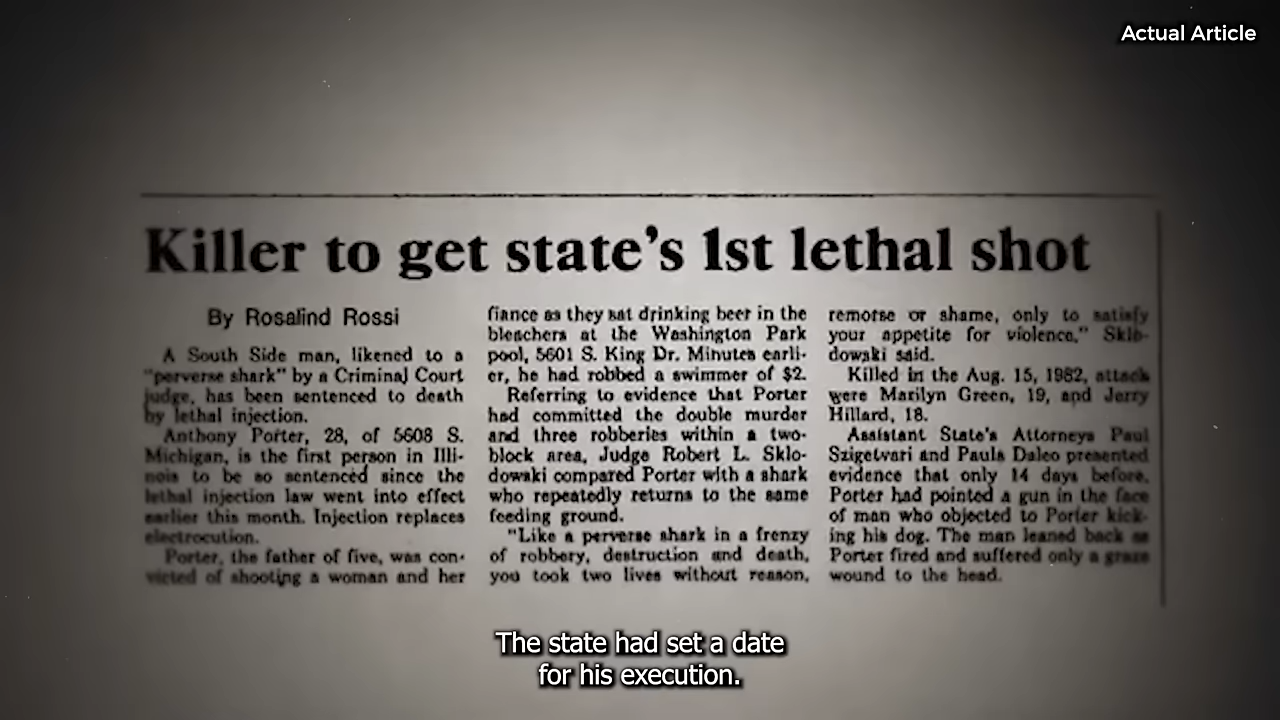 Actual Article
Killer to get state's 1st lethal shot
By Rosalind Rossi
A South Side man, likened to a
"perverse shark" by a Criminal Court
judge, has been sentenced to death
by lethal injection.
Anthony Porter, 28, of 5608 S.
Michigan, is the first person in Illi-
nois to be so sentenced since the
lethal injection law went into effect
earlier this month. Injection replaces
electrocution.
Porter, the father of five, was con-
victed of shooting a woman and her
fiance as they sat drinking beer in the
bleachers at the Washington Park
pool, 5601 S. King Dr. Minutes earli-
er, he had robbed a swimmer of $2.
Referring to evidence that Porter
had committed the double murder
and three robberies within a two-
block area, Judge Robert L. Sklo-
dowski compared Porter with a shark
who repeatedly returns to the same
feeding ground.
"Like a perverse shark in a frenzy
of robbery, destruction and death,
you took two lives without reason,
remorse or shame, only to satisfy
your appetite for violence," Sklo-
dowski said.
Killed in the Aug. 15, 1982, attack
were Marilyn Green, 19, and Jerry
Hillard, 18.
Assistant State's Attorneys Paul
Szigetvari and Paula Daleo presented
evidence that only 14 days before,
Porter had pointed a gun in the face
of man who objected to Porter kick-
ing his dog. The man leaned back as
Porter fired and suffered only a graze
wound to the head.
The state had set a date
for his execution.